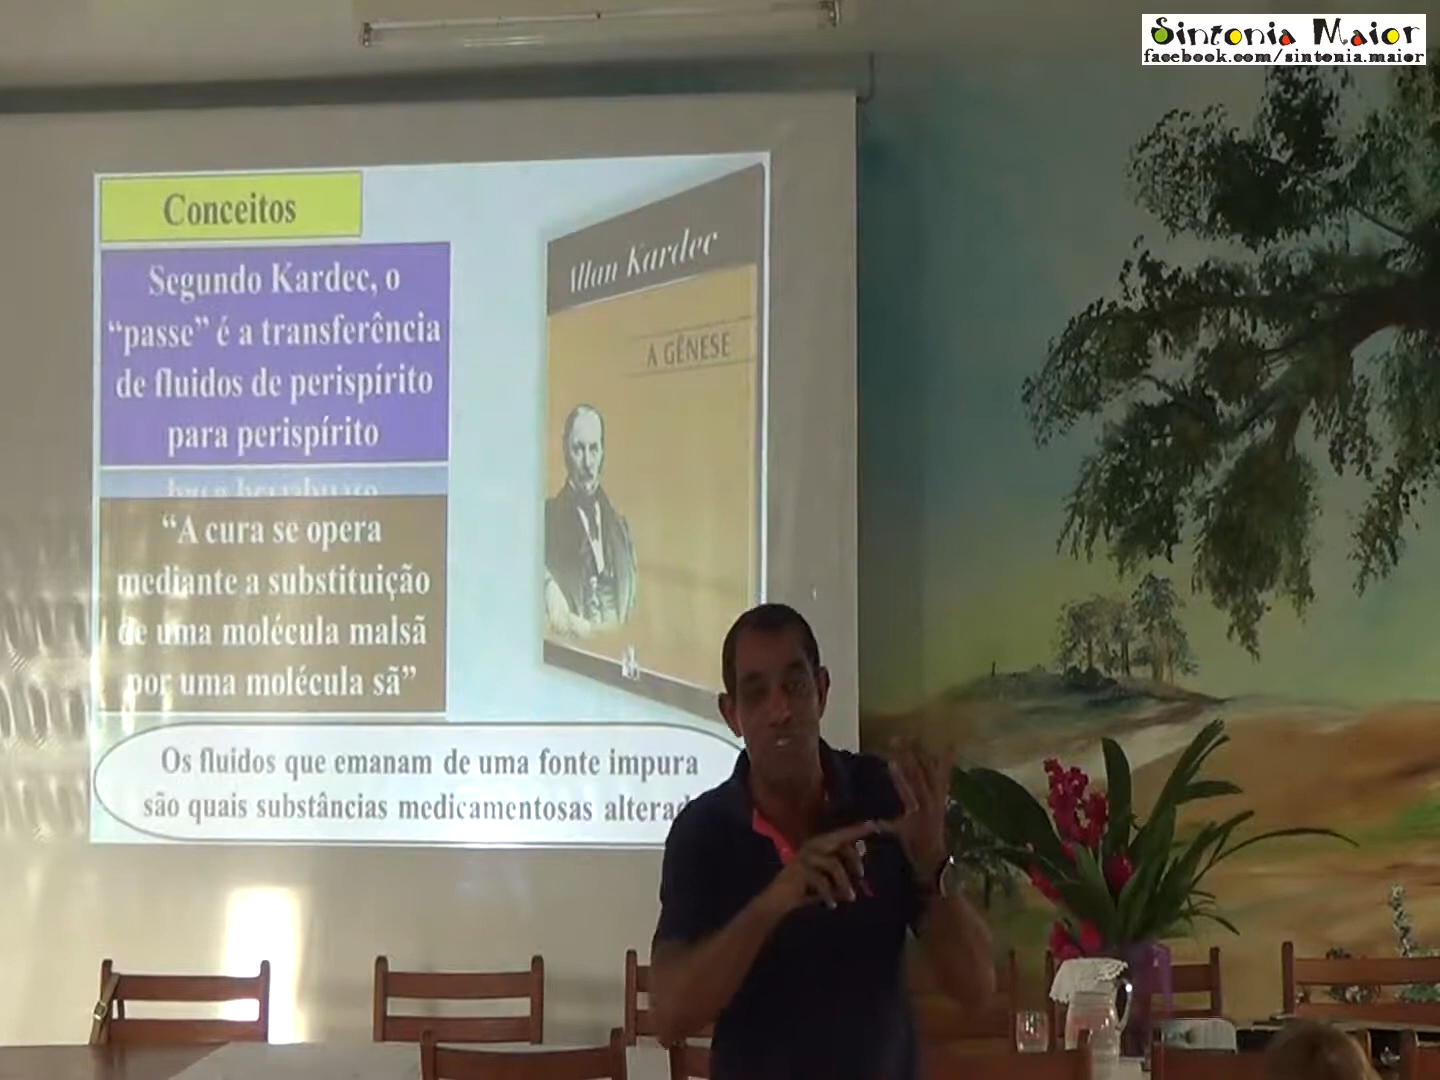 Sintonia Maior
facebook.com/sintonia.maior
Conceitos
Segundo Kardec, o
“passe” é a transferência
de fluidos de perispírito
para perispírito
“A cura se opera
mediante a substituição
de uma molécula malsã
por uma molécula sã”
Os fluidos que emanam de uma fonte impura
são quais substâncias medicamentosas
Allan Kardec
A GÊNESE